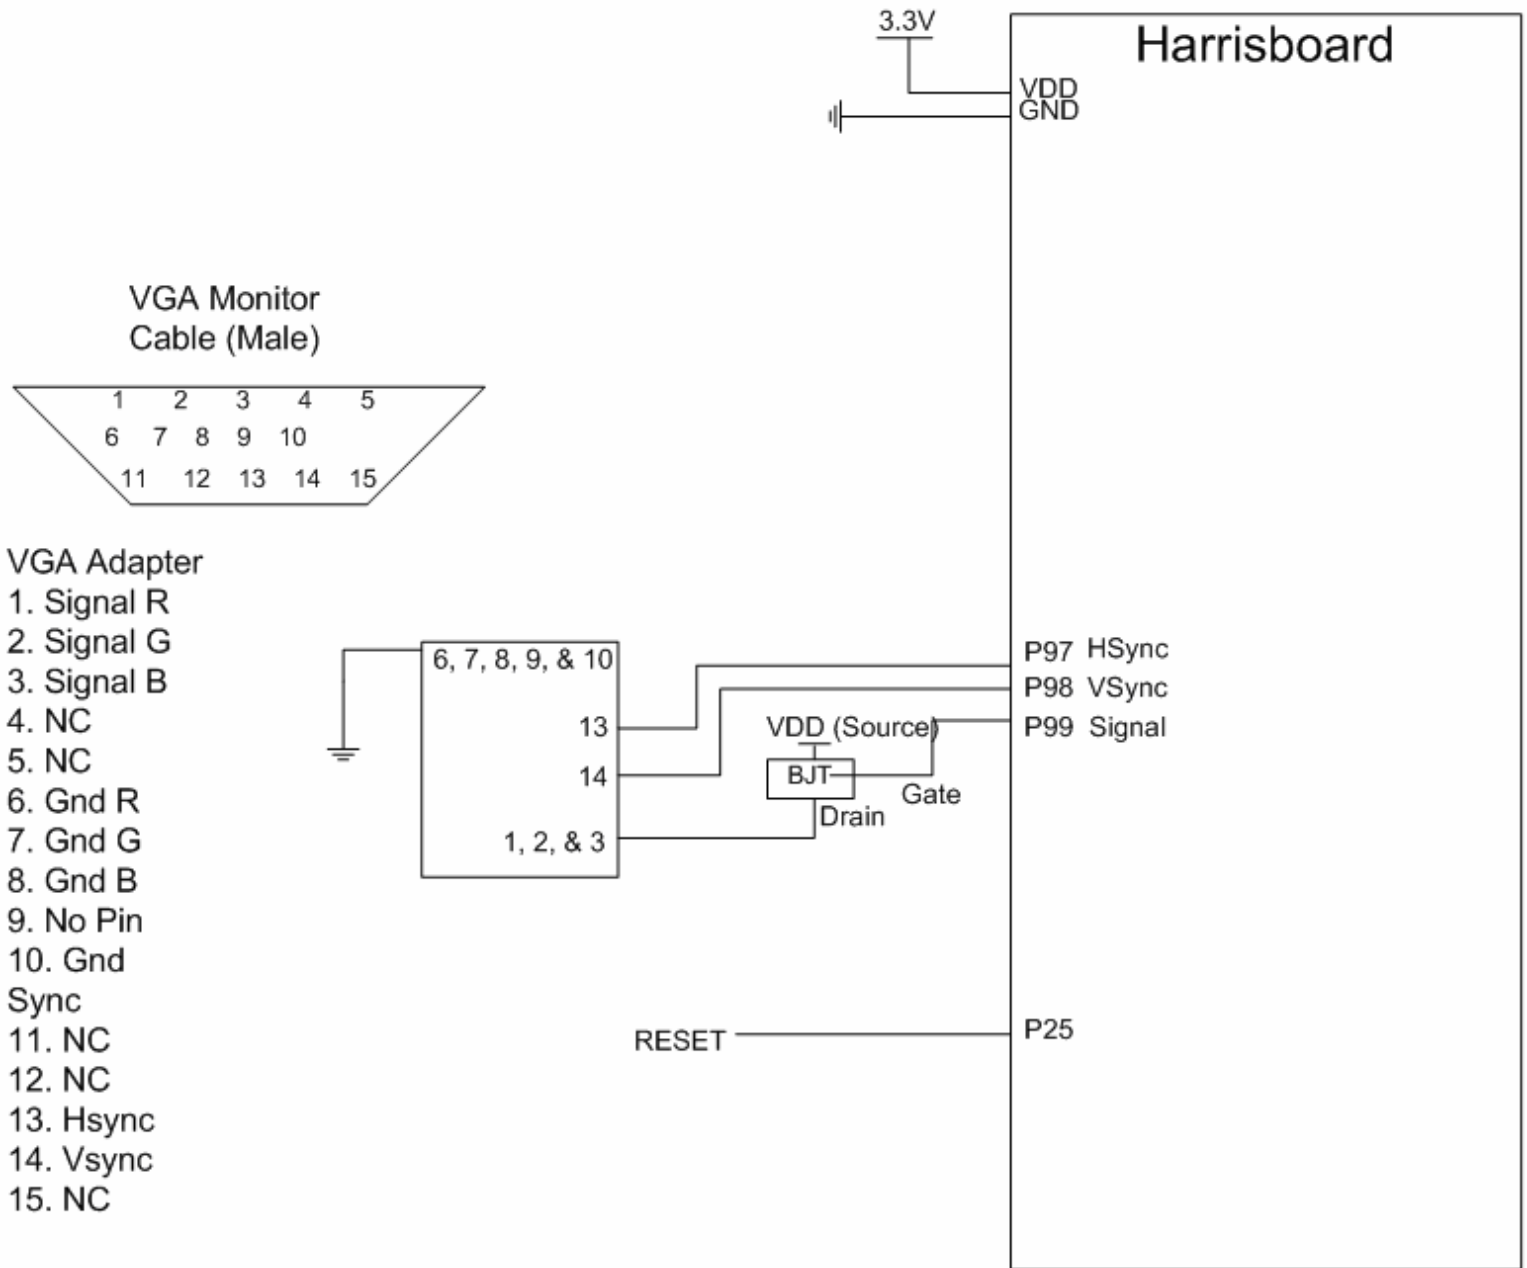 3.3V
Harrisboard
VDD
GND
VGA Monitor
Cable (Male)
1 2 3 4 5
6 7 8 9 10
11 12 13 14 15
VGA Adapter
1. Signal R
2. Signal G
3. Signal B
4. NC
5. NC
6. Gnd R
7. Gnd G
8. Gnd B
9. No Pin
10. Gnd
Sync
11. NC
12. NC
13. Hsync
14. Vsync
15. NC
6, 7, 8, 9, & 10
13
14
1, 2, & 3
VDD (Source)
BJT
Gate
Drain
P97 HSync
P98 VSync
P99 Signal
RESET
P25